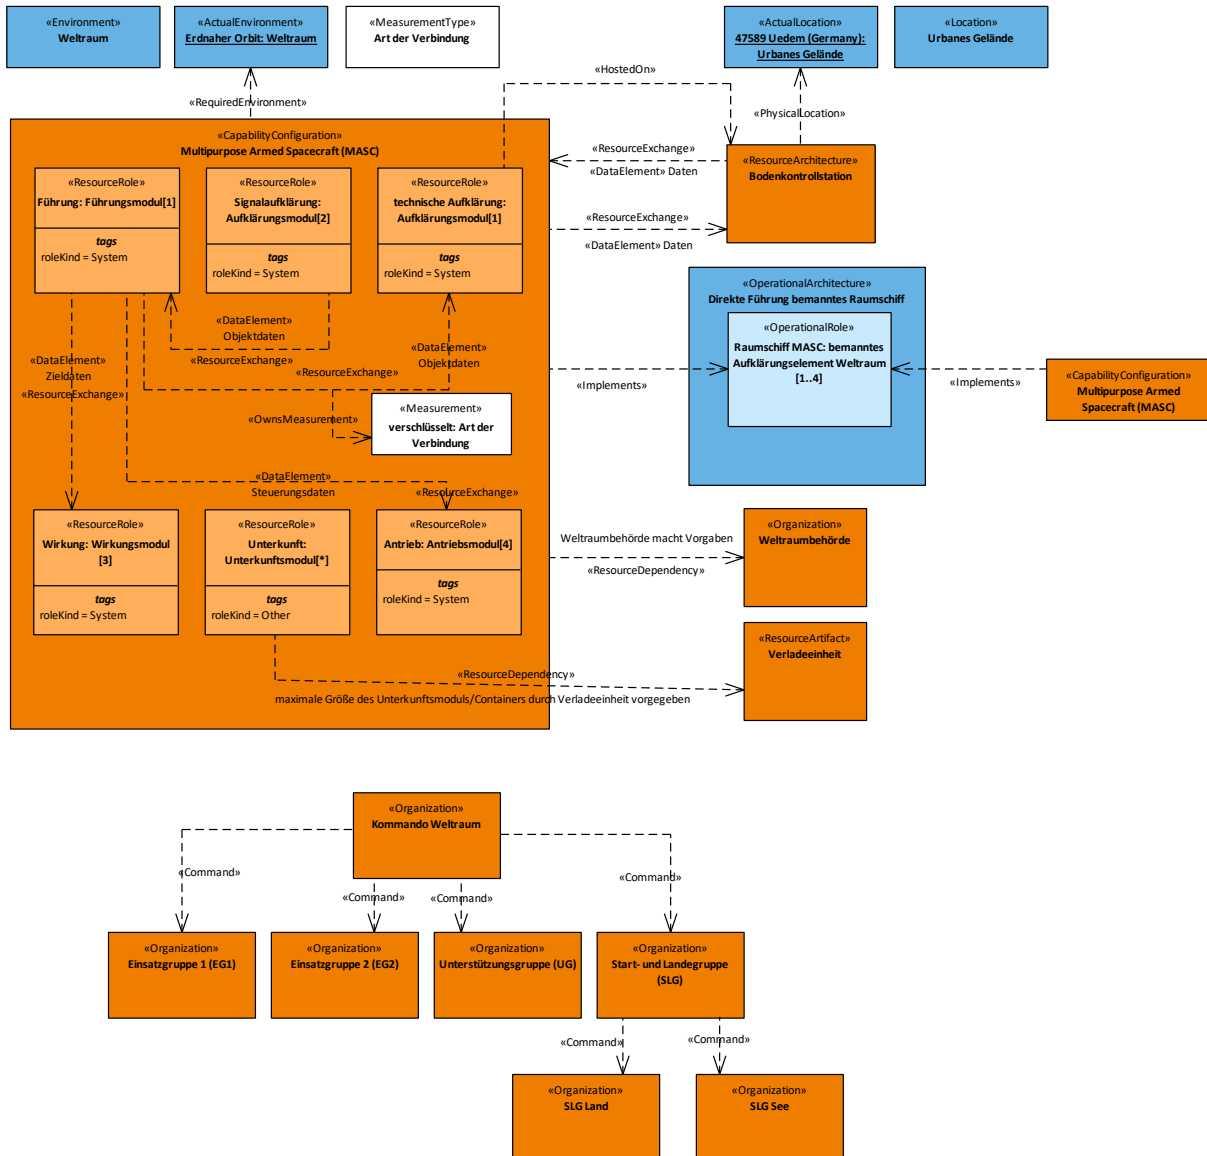 «Environment»
Weltraum
«ActualEnvironment»
Erdnaher Orbit: Weltraum
«MeasurementType»
Art der Verbindung
«ActualLocation»
47589 Uedem (Germany):
Urbanes Gelände
«Location»
Urbanes Gelände
«HostedOn»
«RequiredEnvironment»
«PhysicalLocation»
«CapabilityConfiguration»
Multipurpose Armed Spacecraft (MASC)
«ResourceRole»
Führung: Führungsmodul[1]
tags
roleKind = System
«ResourceRole»
Signalaufklärung:
Aufklärungsmodul[2]
tags
roleKind = System
«ResourceRole»
technische Aufklärung:
Aufklärungsmodul[1]
tags
roleKind = System
«ResourceExchange»
«DataElement» Daten
«ResourceExchange»
«DataElement» Daten
«ResourceArchitecture»
Bodenkontrollstation
«DataElement»
Objektdaten
«ResourceExchange»
«DataElement»
Objektdaten
«ResourceExchange»
«DataElement»
Zieldaten
«ResourceExchange»
«OwnsMeasurement»
«Measurement»
verschlüsselt: Art der
Verbindung
«DataElement»
Steuerungsdaten
«ResourceExchange»
«OperationalArchitecture»
Direkte Führung bemanntes Raumschiff
«OperationalRole»
Raumschiff MASC: bemanntes
Aufklärungselement Weltraum
[1..4]
«Implements»
«Implements»
«CapabilityConfiguration»
Multipurpose Armed
Spacecraft (MASC)
«ResourceRole»
Wirkung: Wirkungsmodul
[3]
tags
roleKind = System
«ResourceRole»
Unterkunft:
Unterkunftsmodul[*]
tags
roleKind = Other
«ResourceRole»
Antrieb: Antriebsmodul[4]
tags
roleKind = System
Weltraumbehörde macht Vorgaben
«ResourceDependency»
«Organization»
Weltraumbehörde
«ResourceDependency»
maximale Größe des Unterkunftsmoduls/Containers durch Verladeeinheit vorgegeben
«ResourceArtifact»
Verladeeinheit
«Organization»
Kommando Weltraum
«Command»
«Command»
«Command»
«Command»
«Organization»
Einsatzgruppe 1 (EG1)
«Organization»
Einsatzgruppe 2 (EG2)
«Organization»
Unterstützungsgruppe (UG)
«Organization»
Start- und Landegruppe
(SLG)
«Command»
«Command»
«Organization»
SLG Land
«Organization»
SLG See